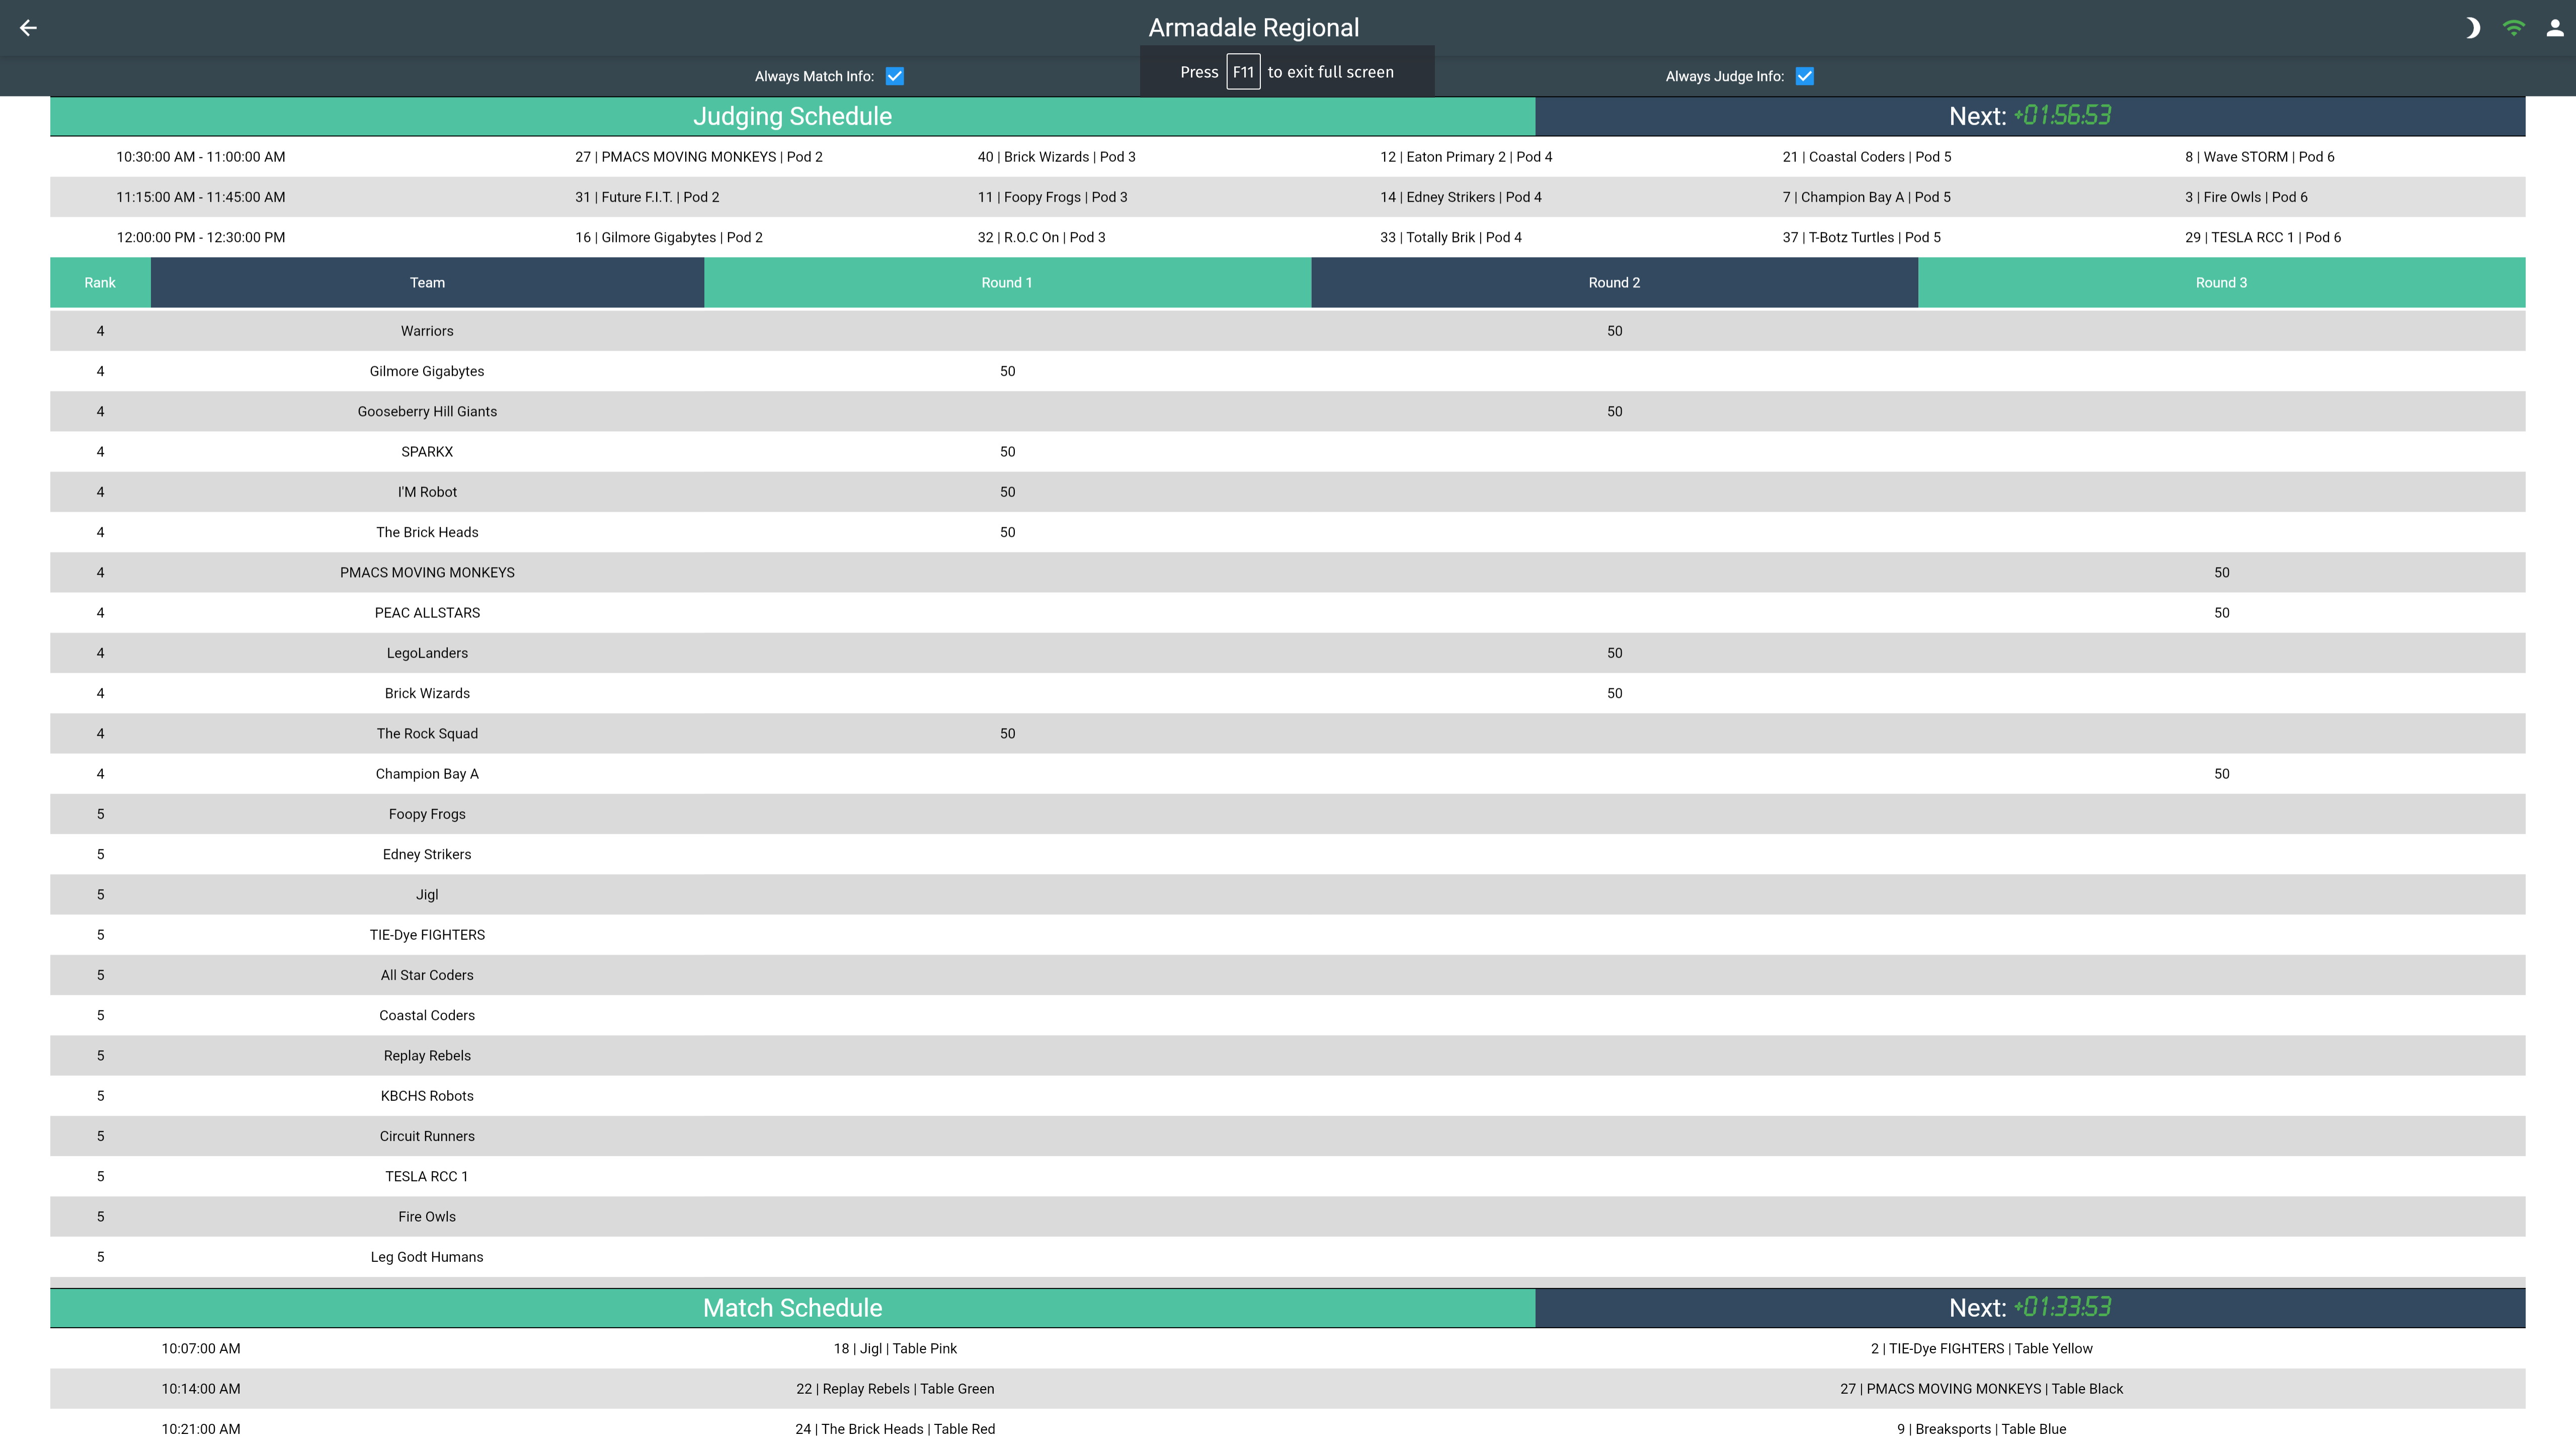 Armadale Regional
Press F11 to exit full screen
Always Match Info: Always Judge Info:
Judging Schedule Next: +01:56:53
10:30:00 AM - 11:00:00 AM 27 | PMACS MOVING MONKEYS | Pod 2 40 | Brick Wizards | Pod 3 12 | Eaton Primary 2 | Pod 4 21 | Coastal Coders | Pod 5 8 | Wave STORM | Pod 6
11:15:00 AM - 11:45:00 AM 31 | Future F.I.T. | Pod 2 11 | Foopy Frogs | Pod 3 14 | Edney Strikers | Pod 4 7 | Champion Bay A | Pod 5 3 | Fire Owls | Pod 6
12:00:00 PM - 12:30:00 PM 16 | Gilmore Gigabytes | Pod 2 32 | R.O.C On | Pod 3 33 | Totally Brik | Pod 4 37 | T-Botz Turtles | Pod 5 29 | TESLA RCC 1 | Pod 6
Rank Team Round 1 Round 2 Round 3
4 Warriors 50
4 Gilmore Gigabytes 50
4 Gooseberry Hill Giants 50
4 SPARKX 50
4 I'M Robot 50
4 The Brick Heads 50
4 PMACS MOVING MONKEYS 50
4 PEAC ALLSTARS 50
4 LegoLanders 50
4 Brick Wizards 50
4 The Rock Squad 50
4 Champion Bay A 50
5 Foopy Frogs
5 Edney Strikers
5 Jigl
5 TIE-Dye FIGHTERS
5 All Star Coders
5 Coastal Coders
5 Replay Rebels
5 KBCHS Robots
5 Circuit Runners
5 TESLA RCC 1
5 Fire Owls
5 Leg Godt Humans
Match Schedule Next: +01:33:53
10:07:00 AM 18 | Jigl | Table Pink 2 | TIE-Dye FIGHTERS | Table Yellow
10:14:00 AM 22 | Replay Rebels | Table Green 27 | PMACS MOVING MONKEYS | Table Black
10:21:00 AM 24 | The Brick Heads | Table Red 9 | Breaksports | Table Blue